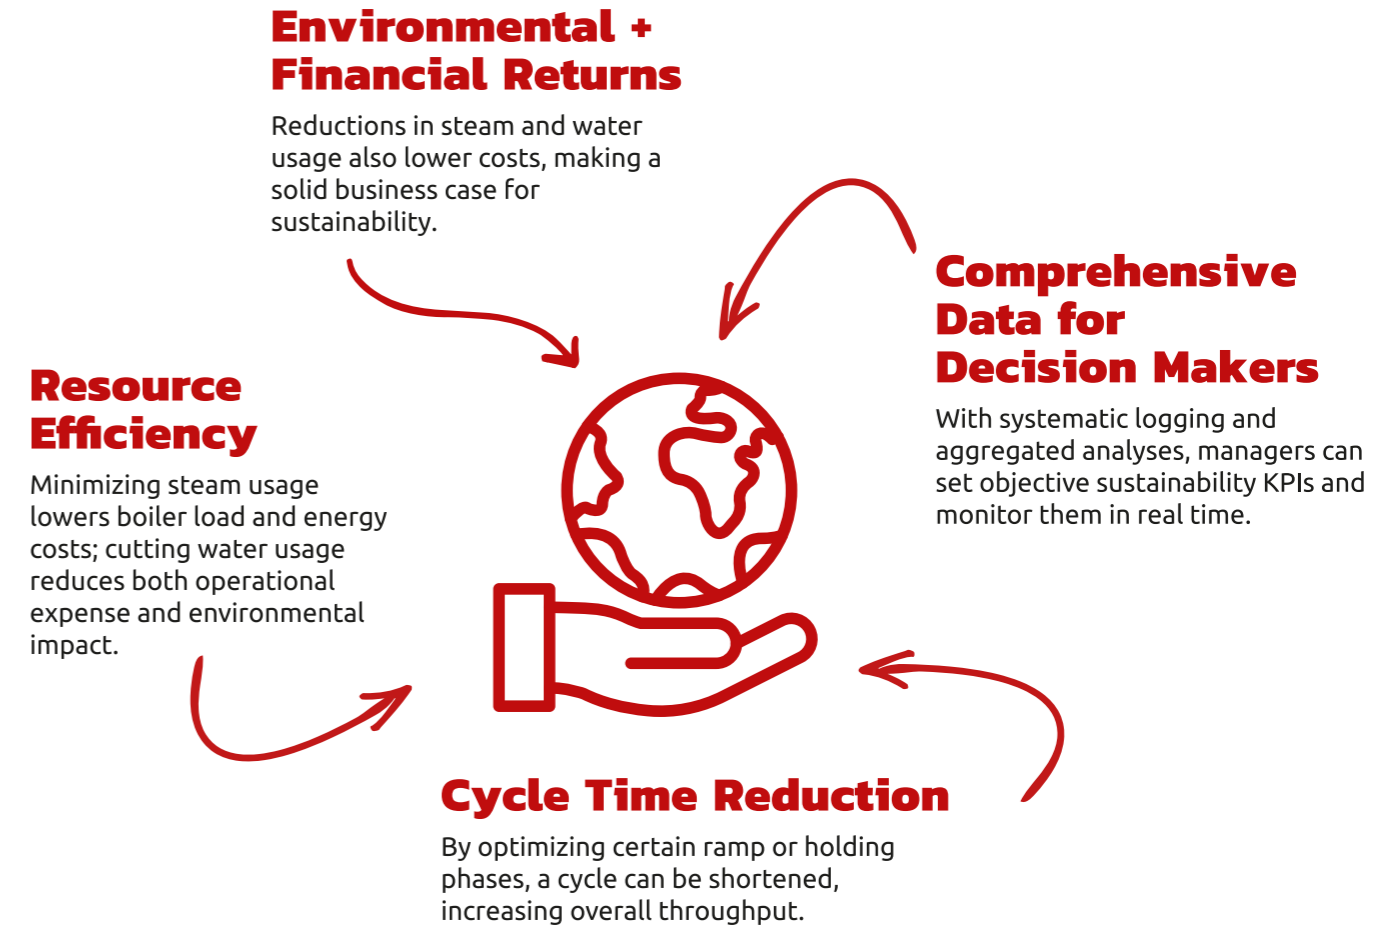 Environmental +
Financial Returns
Reductions in steam and water
usage also lower costs, making a
solid business case for
sustainability.
Comprehensive
Data for
Decision Makers
With systematic logging and
aggregated analyses, managers can
set objective sustainability KPIs and
monitor them in real time.
Resource
Efficiency
Minimizing steam usage
lowers boiler load and energy
costs; cutting water usage
reduces both operational
expense and environmental
impact.
Cycle Time Reduction
By optimizing certain ramp or holding
phases, a cycle can be shortened,
increasing overall throughput.